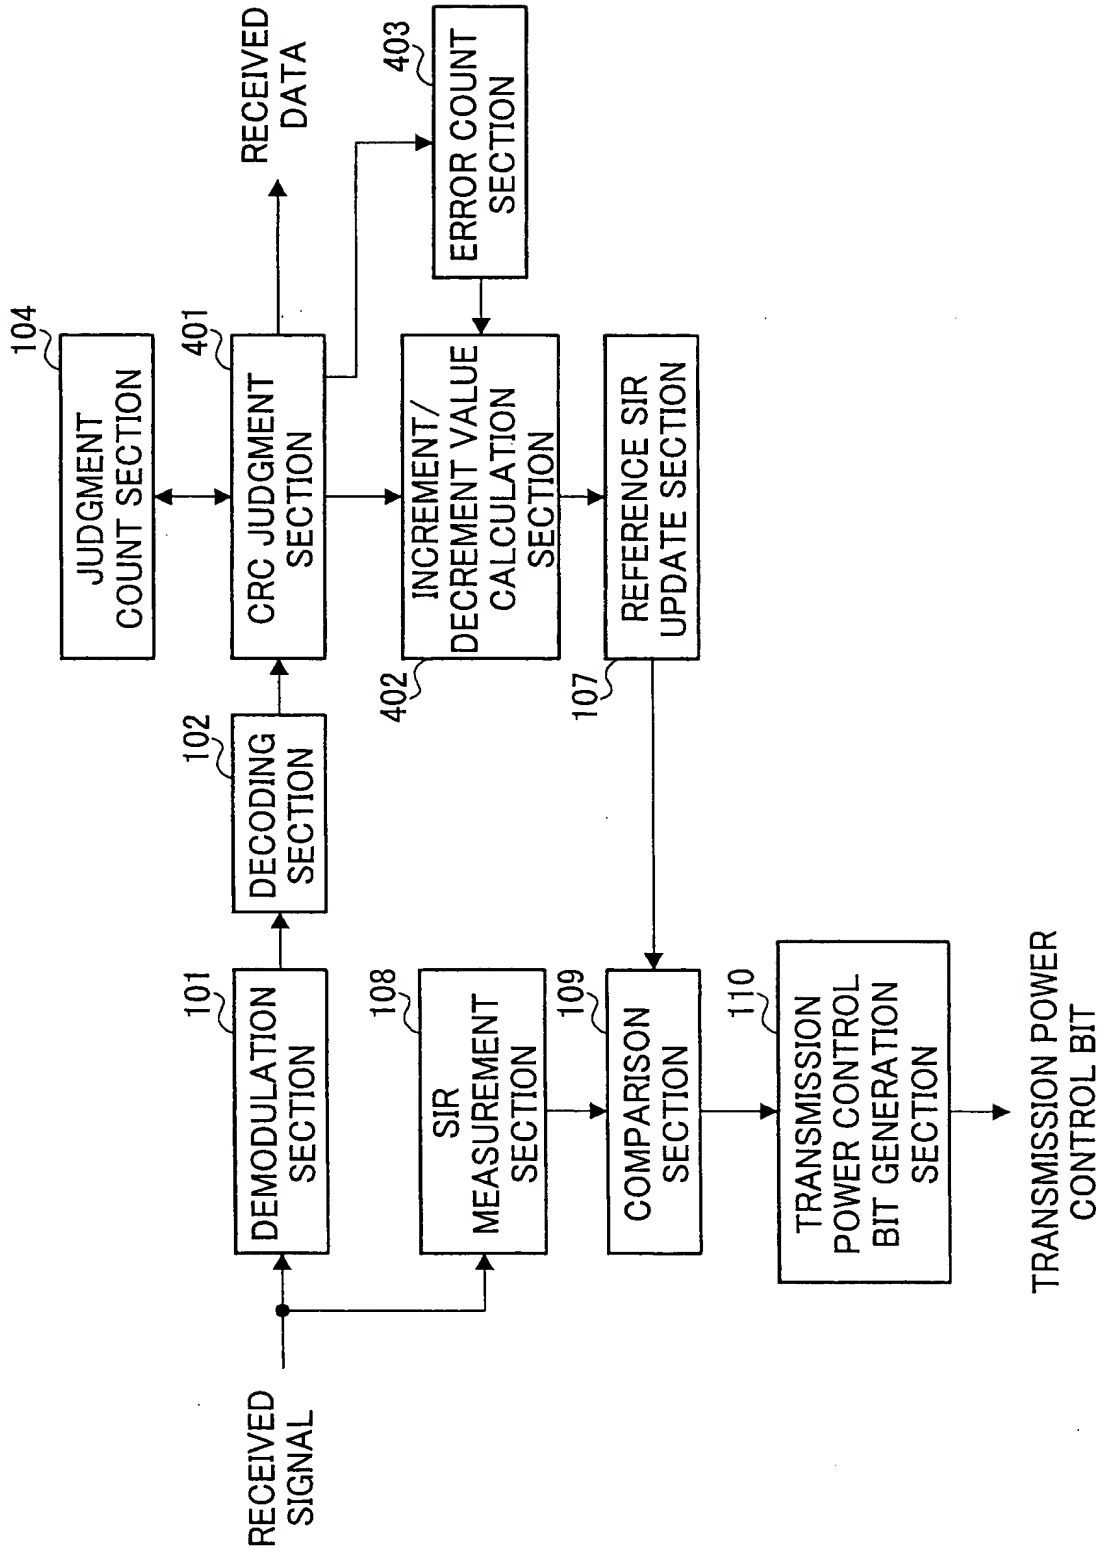 RECEIVED
SIGNAL
101
DEMODULATION
SECTION
102
DECODING
SECTION
104
JUDGMENT
COUNT SECTION
401
CRC JUDGMENT
SECTION
RECEIVED
DATA
403
ERROR COUNT
SECTION
402
INCREMENT/
DECREMENT VALUE
CALCULATION
SECTION
107
REFERENCE SIR
UPDATE SECTION
108
SIR
MEASUREMENT
SECTION
109
COMPARISON
SECTION
110
TRANSMISSION
POWER CONTROL
BIT GENERATION
SECTION
TRANSMISSION POWER
CONTROL BIT